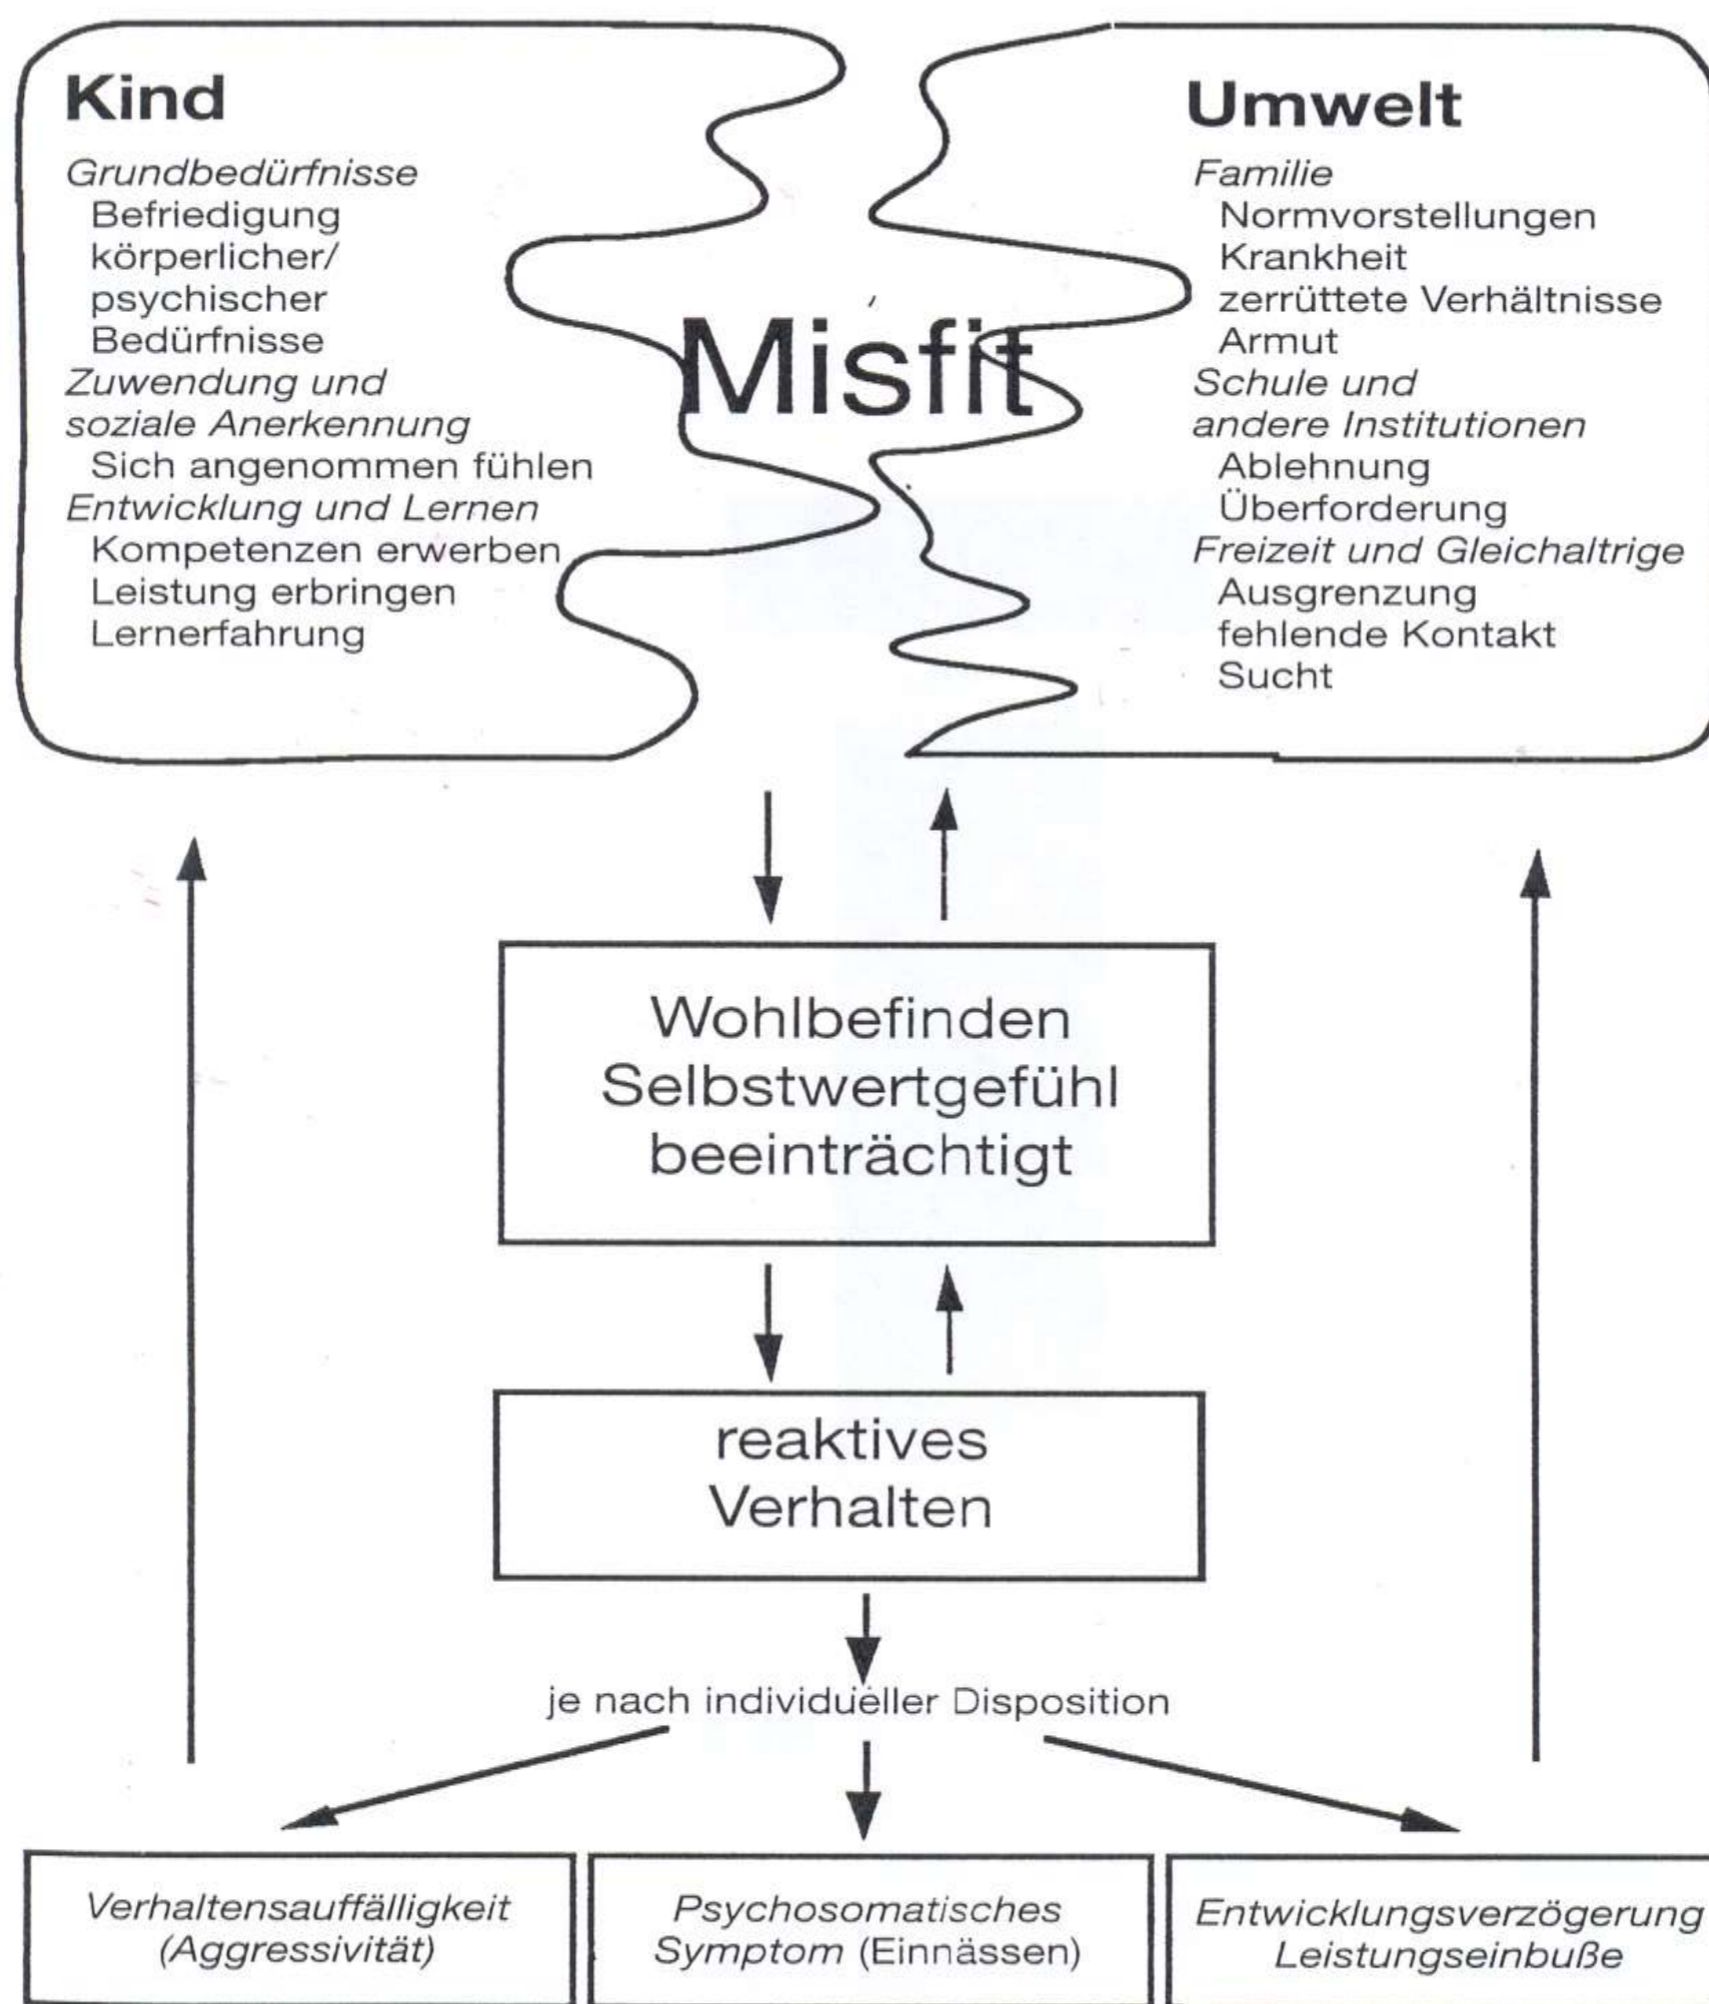 Kind
Grundbedürfnisse
Befriedigung
körperlicher/
psychischer
Bedürfnisse
Zuwendung und
soziale Anerkennung
Sich angenommen fühlen
Entwicklung und Lernen
Kompetenzen erwerben
Leistung erbringen
Lernerfahrung
Misfit
Umwelt
Familie
Normvorstellungen
Krankheit
zerrüttete Verhältnisse
Armut
Schule und
andere Institutionen
Ablehnung
Überforderung
Freizeit und Gleichaltrige
Ausgrenzung
fehlende Kontakt
Sucht
Wohlbefinden
Selbstwertgefühl
beeinträchtigt
reaktives
Verhalten
je nach individueller Disposition
Verhaltensauffälligkeit
(Aggressivität)
Psychosomatisches
Symptom (Einnässen)
Entwicklungsverzögerung
Leistungseinbuße